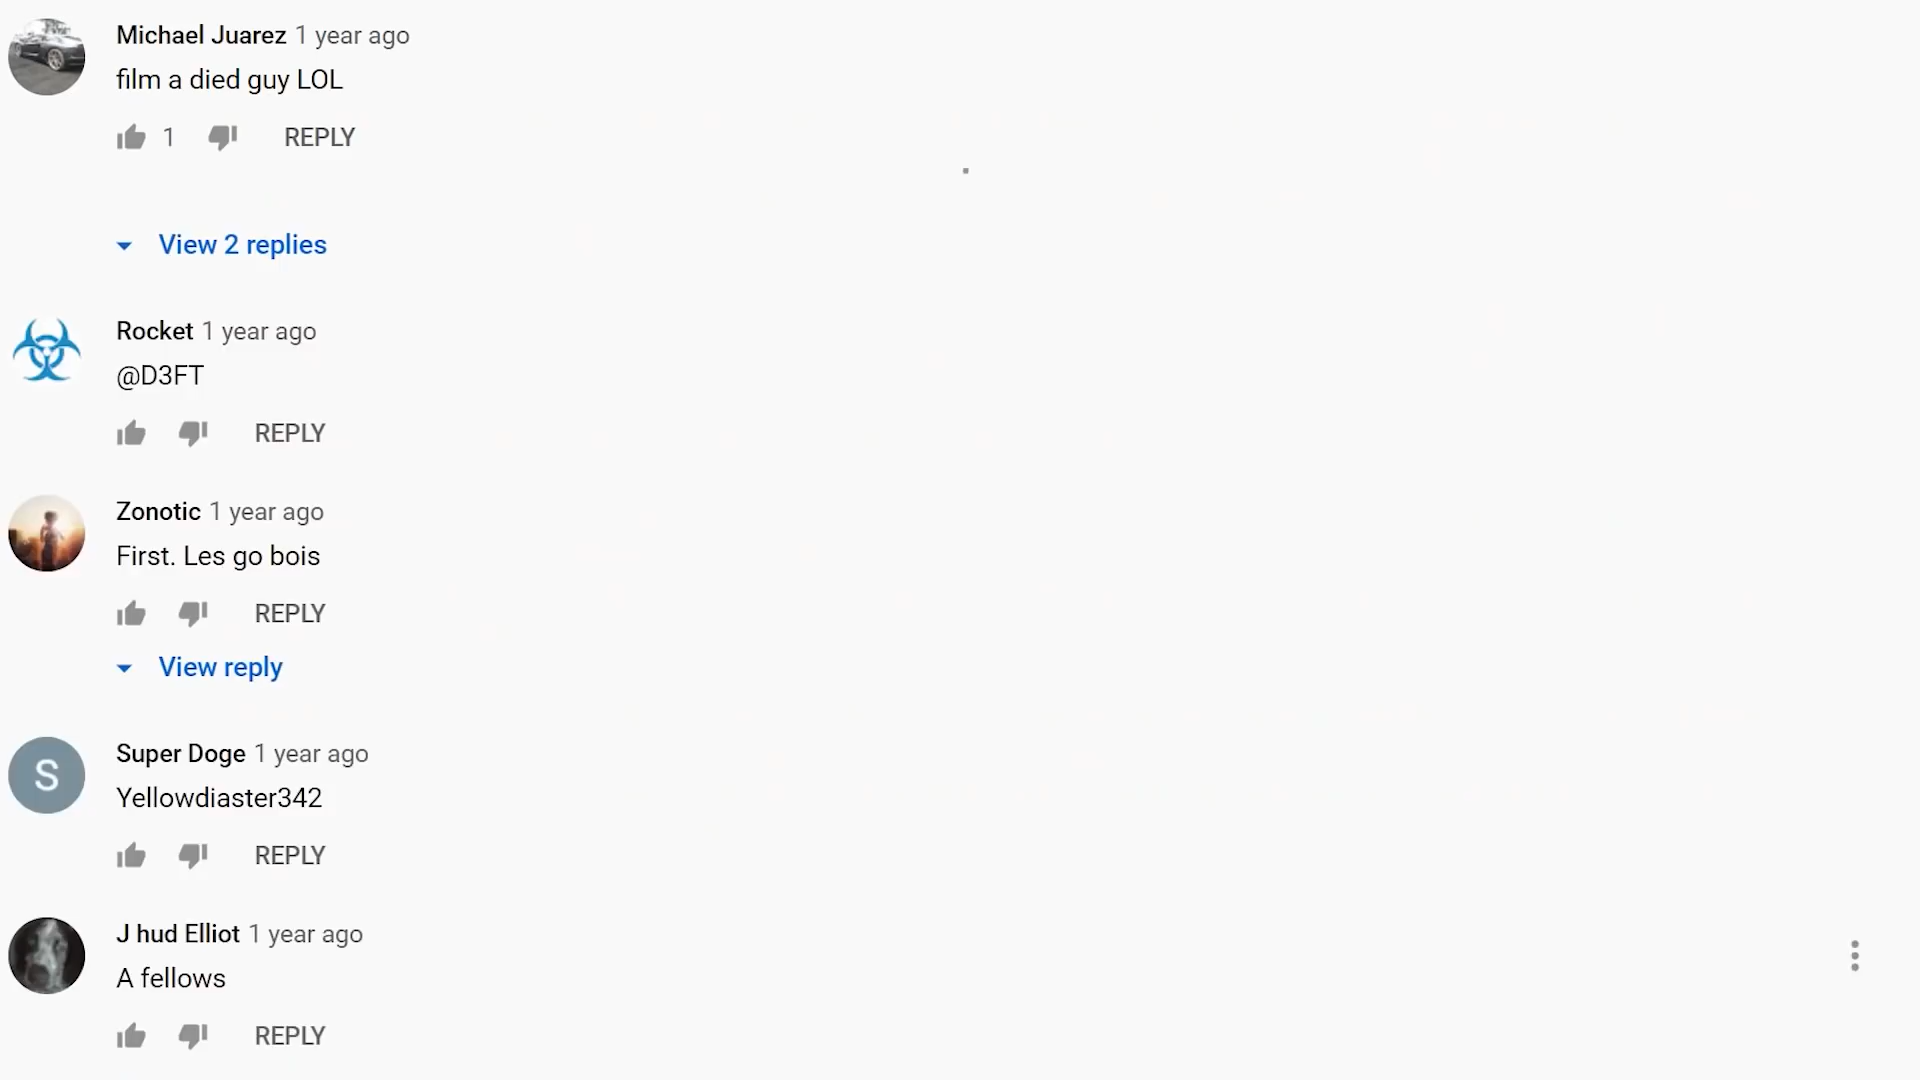 Michael Juarez 1 year ago
film a died guy LOL
1 REPLY
View 2 replies
Rocket 1 year ago
@D3FT
REPLY
Zonotic 1 year ago
First. Les go bois
REPLY
View reply
S
Super Doge 1 year ago
Yellowdiaster342
REPLY
J hud Elliot 1 year ago
A fellows
REPLY